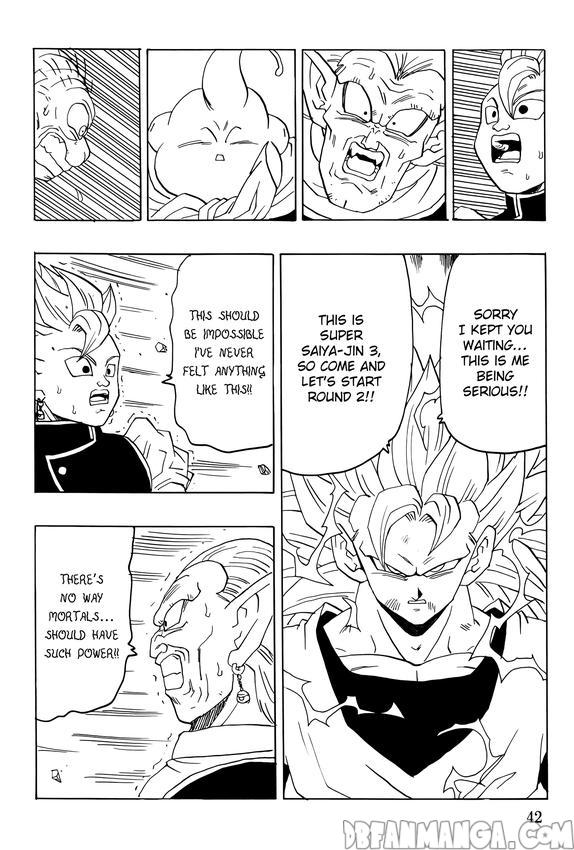 SORRY
I KEPT YOU
WAITING...
THIS IS ME
BEING
SERIOUS!!
THIS IS
SUPER
SAIYA-JIN 3,
SO COME AND
LET'S START
ROUND 2!!
THIS SHOULD
BE IMPOSSIBLE
I'VE NEVER
FELT ANYTHING
LIKE THIS!!
THERE'S
NO WAY
MORTALS...
SHOULD HAVE
SUCH POWER!!
42
DBFANMANGA.COM